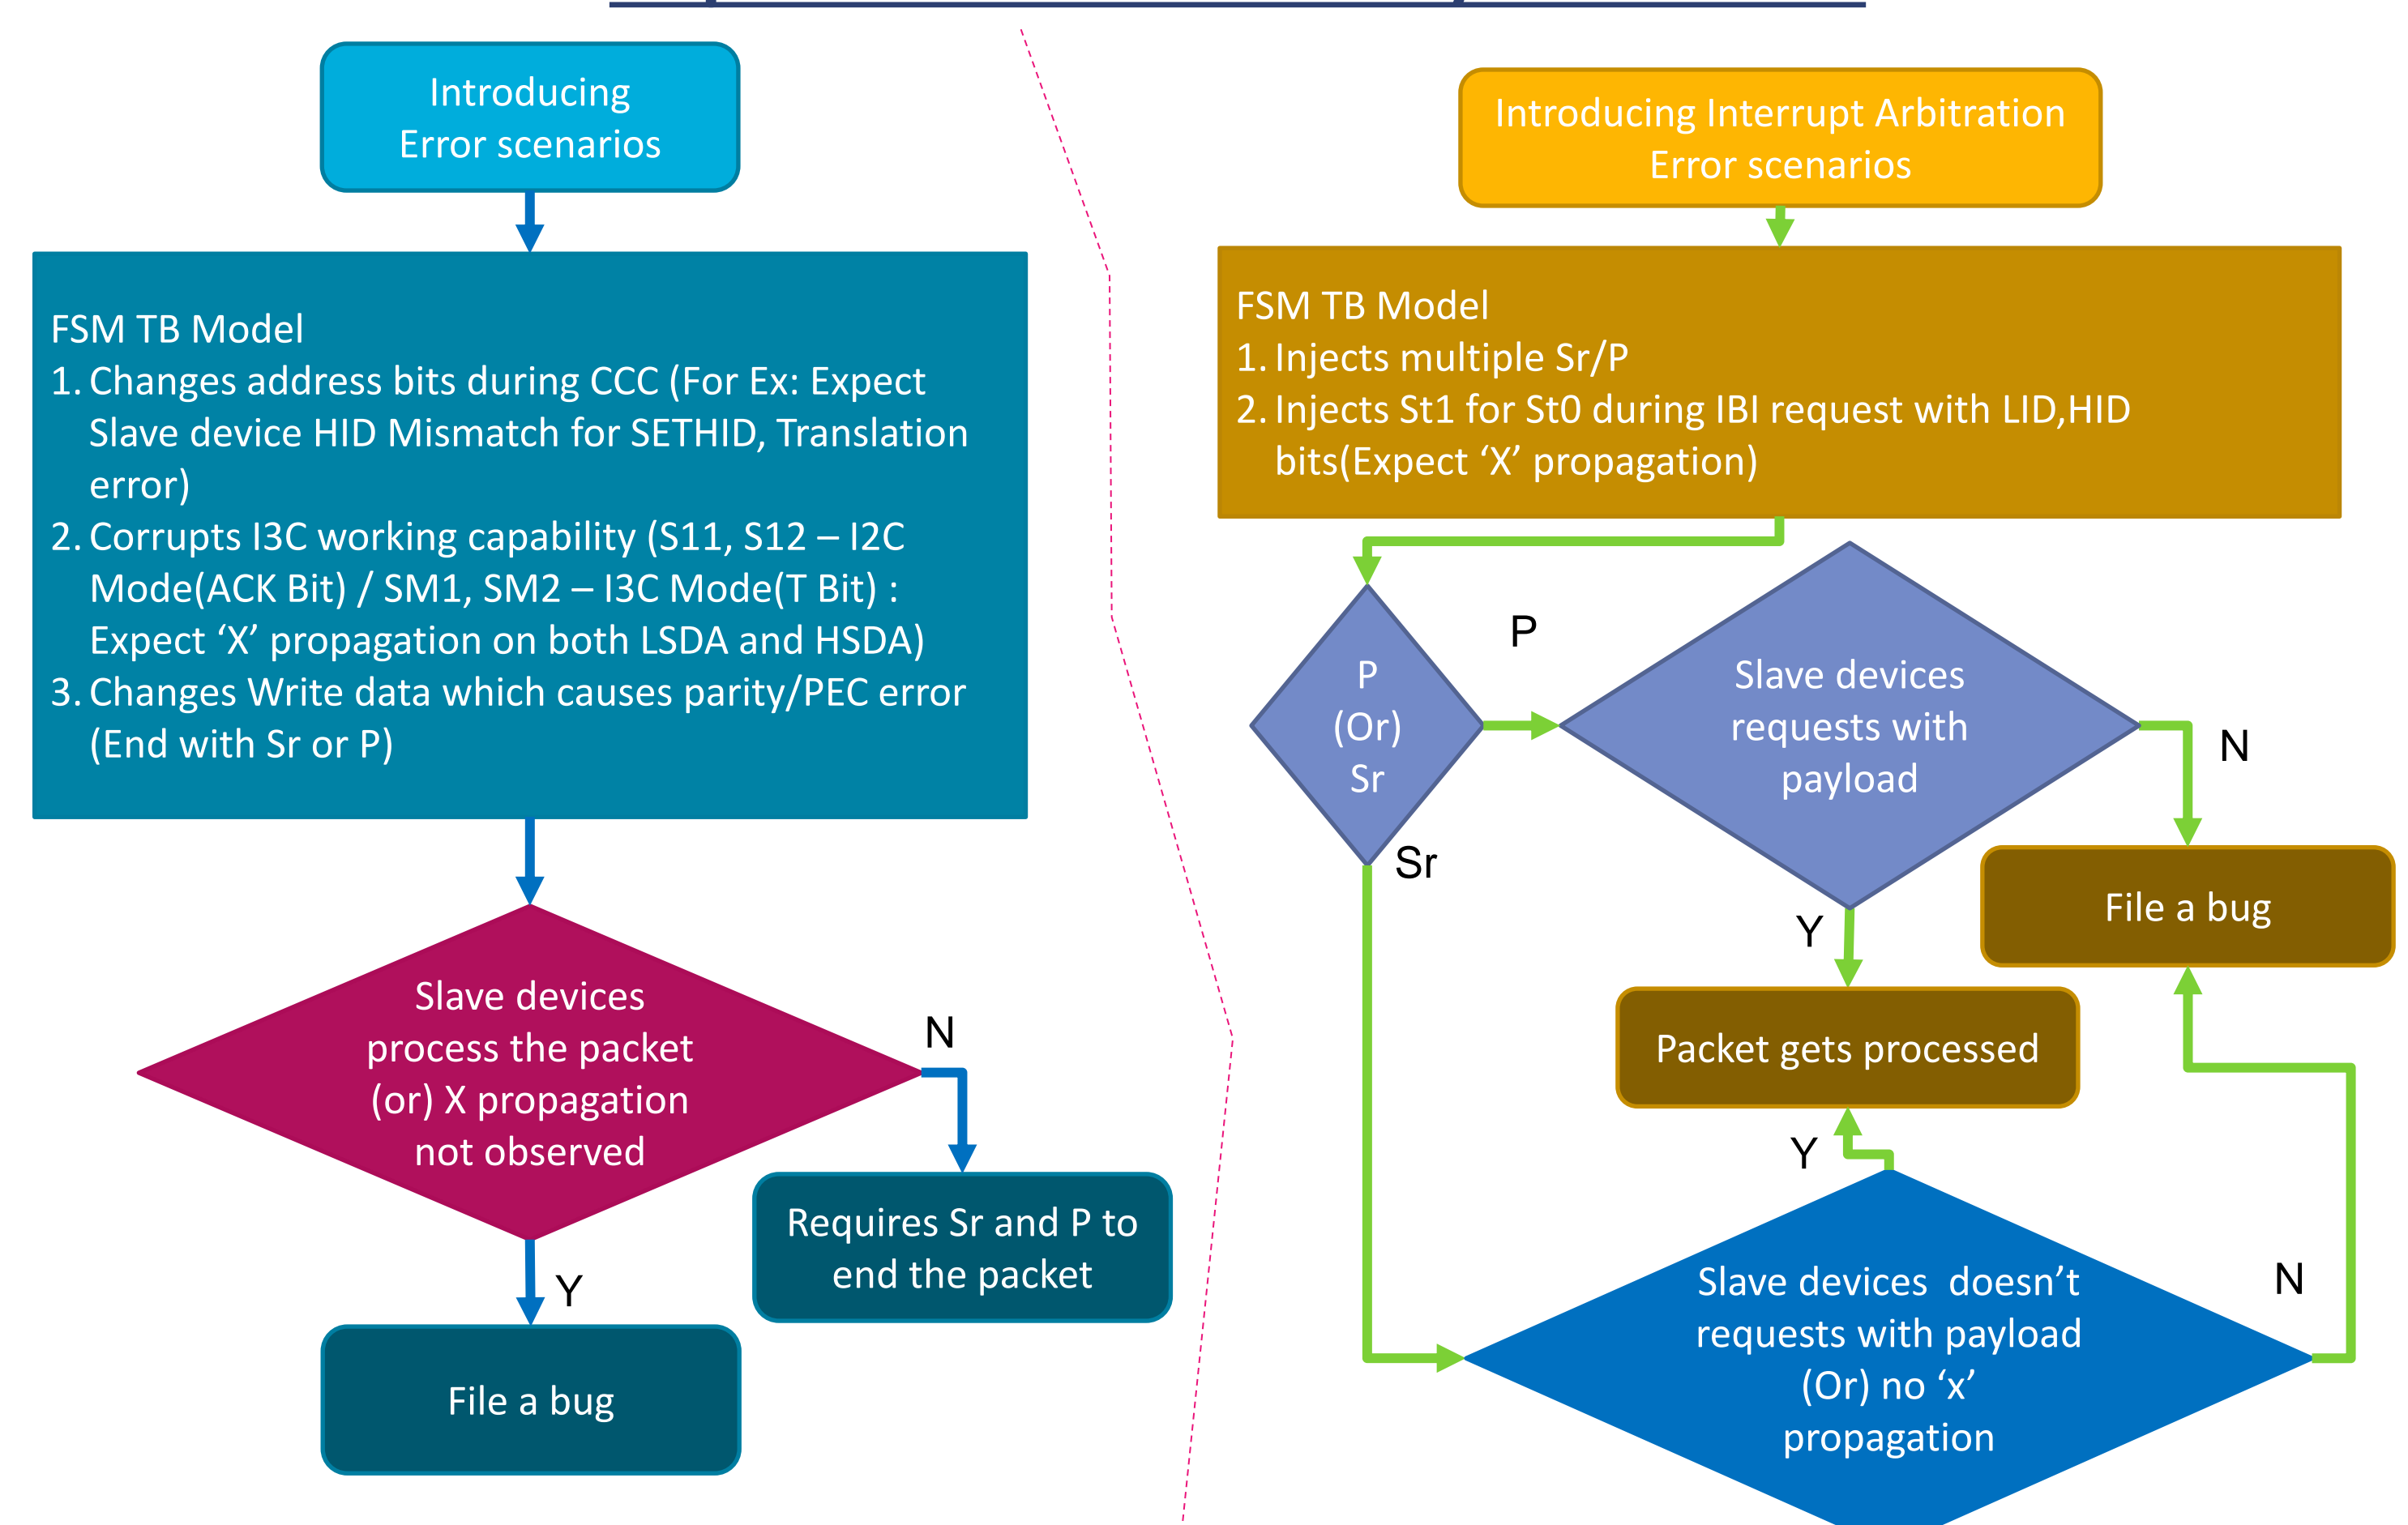 Introducing
Error scenarios
FSM TB Model
1. Changes address bits during CCC (For Ex: Expect
Slave device HID Mismatch for SETHID, Translation
error)
2. Corrupts I3C working capability (S11, S12 – I2C
Mode(ACK Bit) / SM1, SM2 – I3C Mode(T Bit) :
Expect ‘X’ propagation on both LSDA and HSDA)
3. Changes Write data which causes parity/PEC error
(End with Sr or P)
Slave devices
process the packet
(or) X propagation
not observed
N
Requires Sr and P to
end the packet
Y
File a bug
Introducing Interrupt Arbitration
Error scenarios
FSM TB Model
1. Injects multiple Sr/P
2. Injects St1 for St0 during IBI request with LID,HID
bits(Expect ‘X’ propagation)
P
(Or)
Sr
P
Sr
Slave devices
requests with
payload
N
File a bug
Y
Packet gets processed
Y
Slave devices  doesn’t
requests with payload
(Or) no ‘x’
propagation
N